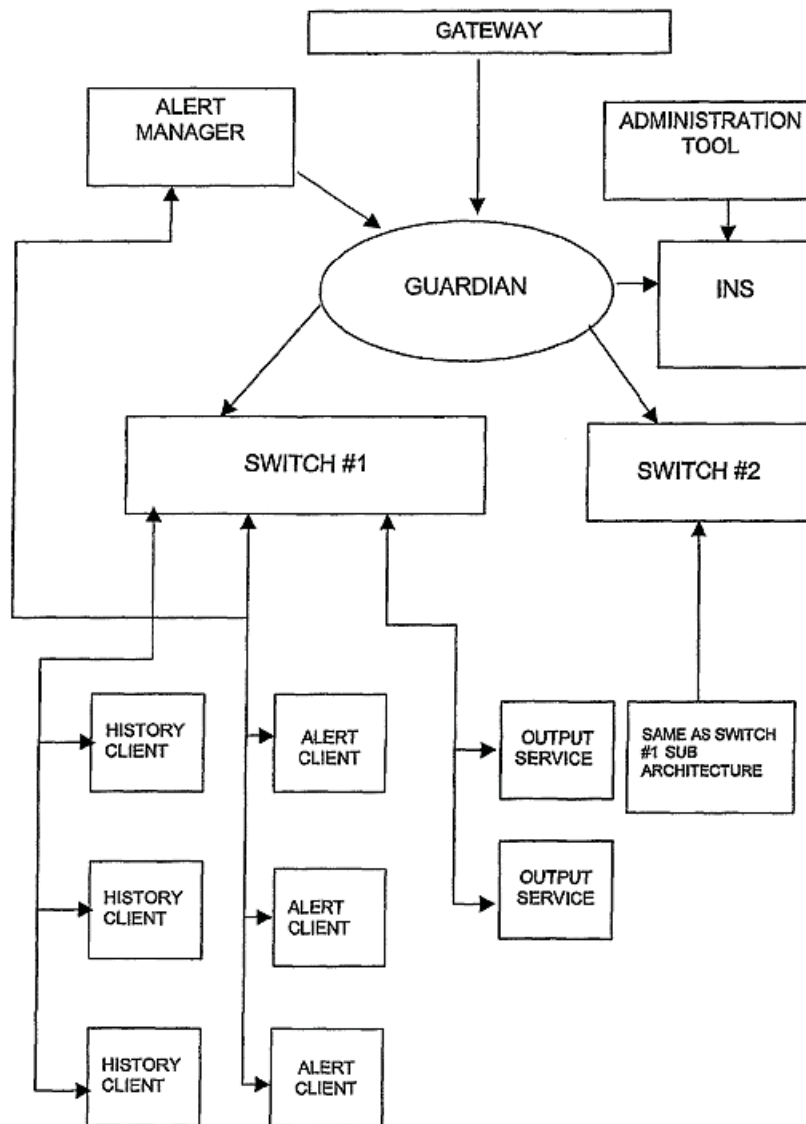 GATEWAY
ALERT
MANAGER
ADMINISTRATION
TOOL
GUARDIAN
INS
SWITCH #1
SWITCH #2
HISTORY
CLIENT
ALERT
CLIENT
OUTPUT
SERVICE
SAME AS SWITCH
#1 SUB
ARCHITECTURE
HISTORY
CLIENT
ALERT
CLIENT
OUTPUT
SERVICE
HISTORY
CLIENT
ALERT
CLIENT